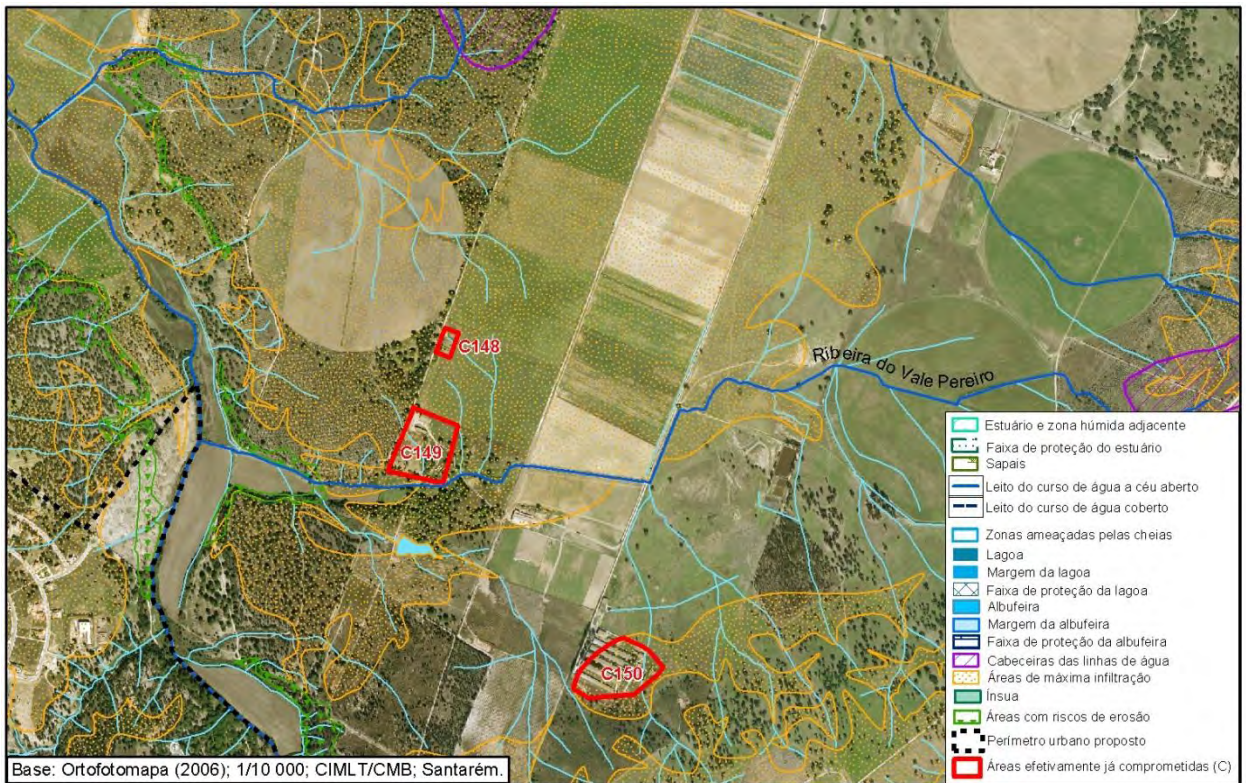 C148
Ribeira do Vale Pereiro
C149
C150
Estuário e zona húmida adjacente
Faixa de proteção do estuário
Sapais
Leito do curso de água a céu aberto
Leito do curso de água coberto
Zonas ameaçadas pelas cheias
Lagoa
Margem da lagoa
Faixa de proteção da lagoa
Albufeira
Margem da albufeira
Faixa de proteção da albufeira
Cabeceiras das linhas de água
Áreas de máxima infiltração
Ínsua
Áreas com riscos de erosão
Perímetro urbano proposto
Áreas efetivamente já comprometidas (C)
Base: Ortofotomapa (2006); 1/10 000; CIMLT/CMB; Santarém.